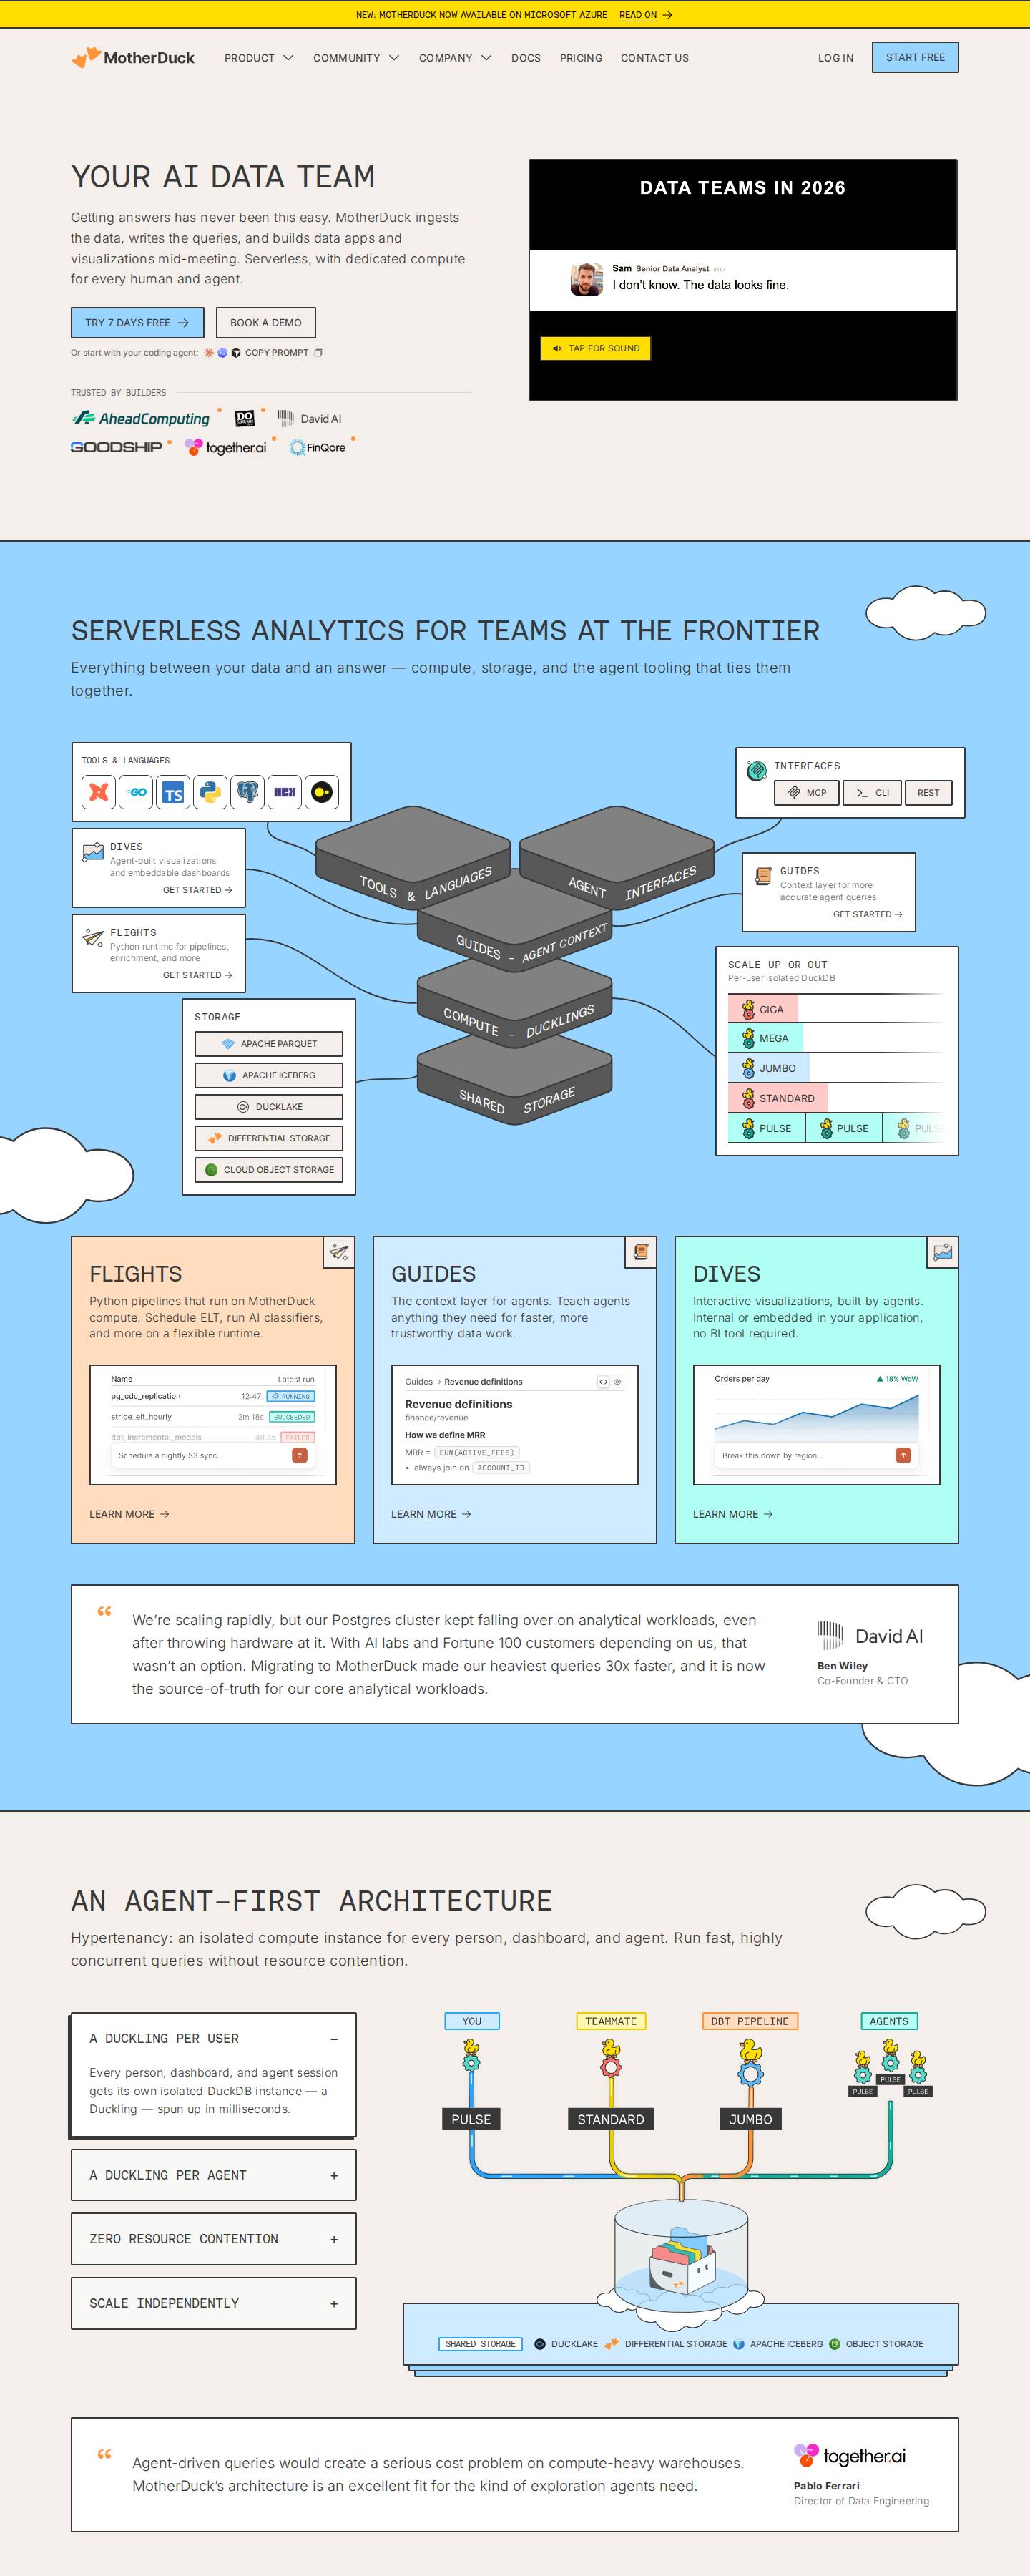 NEW: MOTHERDUCK NOW AVAILABLE ON MICROSOFT AZURE READ ON →
MotherDuck
PRODUCT
COMMUNITY
COMPANY
DOCS
PRICING
CONTACT US
LOG IN
START FREE
YOUR AI DATA TEAM
Getting answers has never been this easy. MotherDuck ingests
the data, writes the queries, and builds data apps and
visualizations mid-meeting. Serverless, with dedicated compute
for every human and agent.
TRY 7 DAYS FREE →
BOOK A DEMO
Or start with your coding agent: COPY PROMPT
TRUSTED BY BUILDERS
AheadComputing
DO
David AI
GOODSHIP
together.ai
FinQore
DATA TEAMS IN 2026
Sam Senior Data Analyst
I don't know. The data looks fine.
TAP FOR SOUND
SERVERLESS ANALYTICS FOR TEAMS AT THE FRONTIER
Everything between your data and an answer — compute, storage, and the agent tooling that ties them
together.
TOOLS & LANGUAGES
GO
TS
HEX
DIVES
Agent-built visualizations
and embeddable dashboards
GET STARTED →
FLIGHTS
Python runtime for pipelines,
enrichment, and more
GET STARTED →
STORAGE
APACHE PARQUET
APACHE ICEBERG
DUCKLAKE
DIFFERENTIAL STORAGE
CLOUD OBJECT STORAGE
TOOLS & LANGUAGES
AGENT INTERFACES
GUIDES – AGENT CONTEXT
COMPUTE – DUCKLINGS
SHARED STORAGE
INTERFACES
MCP
CLI
REST
GUIDES
Context layer for more
accurate agent queries
GET STARTED →
SCALE UP OR OUT
Per-user isolated DuckDB
GIGA
MEGA
JUMBO
STANDARD
PULSE
PULSE
PULSE
FLIGHTS
Python pipelines that run on MotherDuck
compute. Schedule ELT, run AI classifiers,
and more on a flexible runtime.
Name Latest run
pg_cdc_replication 12:47 RUNNING
stripe_elt_hourly 2m 18s SUCCEEDED
dbt_incremental_models 48.3s FAILED
Schedule a nightly S3 sync...
LEARN MORE →
GUIDES
The context layer for agents. Teach agents
anything they need for faster, more
trustworthy data work.
Guides > Revenue definitions
Revenue definitions
finance/revenue
How we define MRR
MRR = SUM(ACTIVE_FEES)
• always join on ACCOUNT_ID
LEARN MORE →
DIVES
Interactive visualizations, built by agents.
Internal or embedded in your application,
no BI tool required.
Orders per day ▲ 18% WoW
Break this down by region...
LEARN MORE →
“
We're scaling rapidly, but our Postgres cluster kept falling over on analytical workloads, even
after throwing hardware at it. With AI labs and Fortune 100 customers depending on us, that
wasn't an option. Migrating to MotherDuck made our heaviest queries 30x faster, and it is now
the source-of-truth for our core analytical workloads.
David AI
Ben Wiley
Co-Founder & CTO
AN AGENT-FIRST ARCHITECTURE
Hypertenancy: an isolated compute instance for every person, dashboard, and agent. Run fast, highly
concurrent queries without resource contention.
A DUCKLING PER USER –
Every person, dashboard, and agent session
gets its own isolated DuckDB instance — a
Duckling — spun up in milliseconds.
A DUCKLING PER AGENT +
ZERO RESOURCE CONTENTION +
SCALE INDEPENDENTLY +
YOU
TEAMMATE
DBT PIPELINE
AGENTS
PULSE
PULSE
PULSE
PULSE
STANDARD
JUMBO
SHARED STORAGE
DUCKLAKE
DIFFERENTIAL STORAGE
APACHE ICEBERG
OBJECT STORAGE
“
Agent-driven queries would create a serious cost problem on compute-heavy warehouses.
MotherDuck's architecture is an excellent fit for the kind of exploration agents need.
together.ai
Pablo Ferrari
Director of Data Engineering